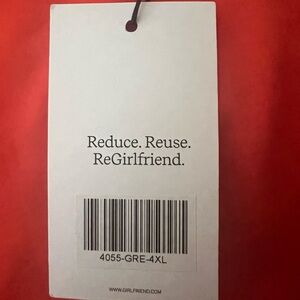 Reduce. Reuse.
ReGirlfriend.
4055-GRE-4XL
WWW.GIRLFRIEND.COM